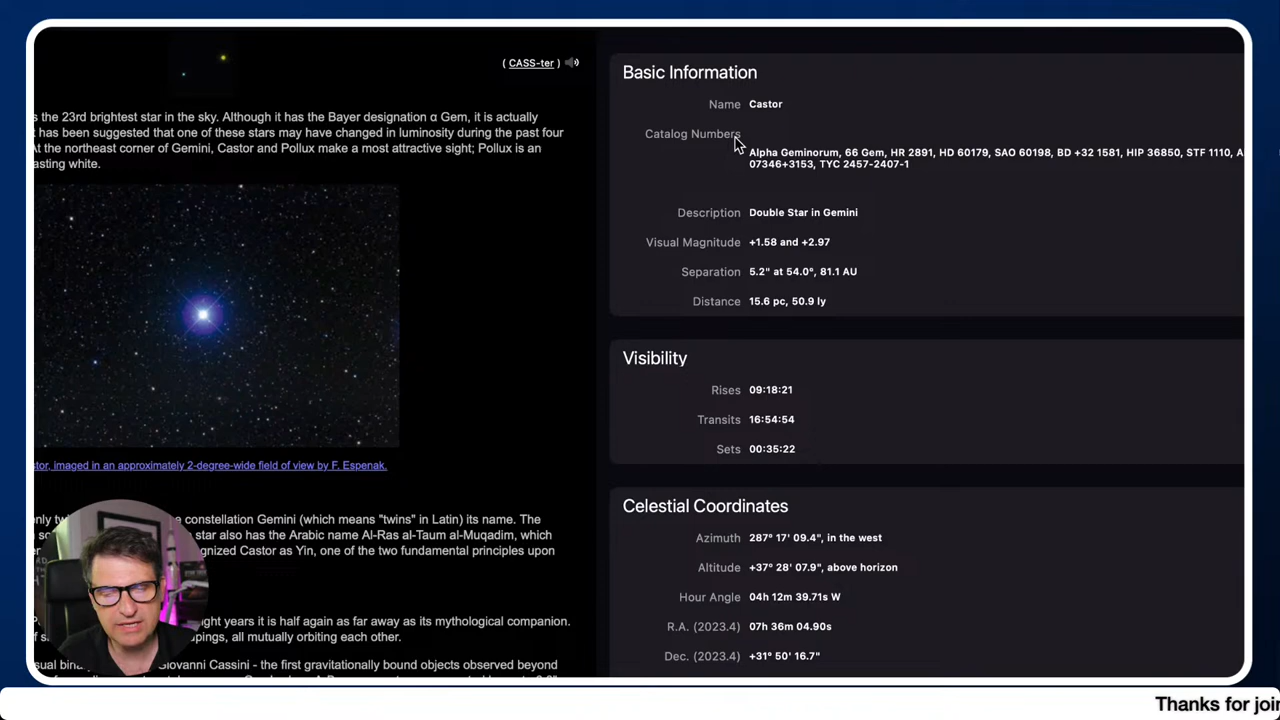 ( CASS-ter )
s the 23rd brightest star in the sky. Although it has the Bayer designation α Gem, it is actually
t has been suggested that one of these stars may have changed in luminosity during the past four
At the northeast corner of Gemini, Castor and Pollux make a most attractive sight; Pollux is an
asting white.
stor, imaged in an approximately 2-degree-wide field of view by F. Espenak.
only tw
constellation Gemini (which means "twins" in Latin) its name. The
star also has the Arabic name Al-Ras al-Taum al-Muqadim, which
ognized Castor as Yin, one of the two fundamental principles upon
ight years it is half again as far away as its mythological companion.
of s
upings, all mutually orbiting each other.
sual bina
Giovanni Cassini - the first gravitationally bound objects observed beyond
Basic Information
Name Castor
Catalog Numbers
Alpha Geminorum, 66 Gem, HR 2891, HD 60179, SAO 60198, BD +32 1581, HIP 36850, STF 1110, A
07346+3153, TYC 2457-2407-1
Description Double Star in Gemini
Visual Magnitude +1.58 and +2.97
Separation 5.2" at 54.0°, 81.1 AU
Distance 15.6 pc, 50.9 ly
Visibility
Rises 09:18:21
Transits 16:54:54
Sets 00:35:22
Celestial Coordinates
Azimuth 287° 17' 09.4", in the west
Altitude +37° 28' 07.9", above horizon
Hour Angle 04h 12m 39.71s W
R.A. (2023.4) 07h 36m 04.90s
Dec. (2023.4) +31° 50' 16.7"
Thanks for joi